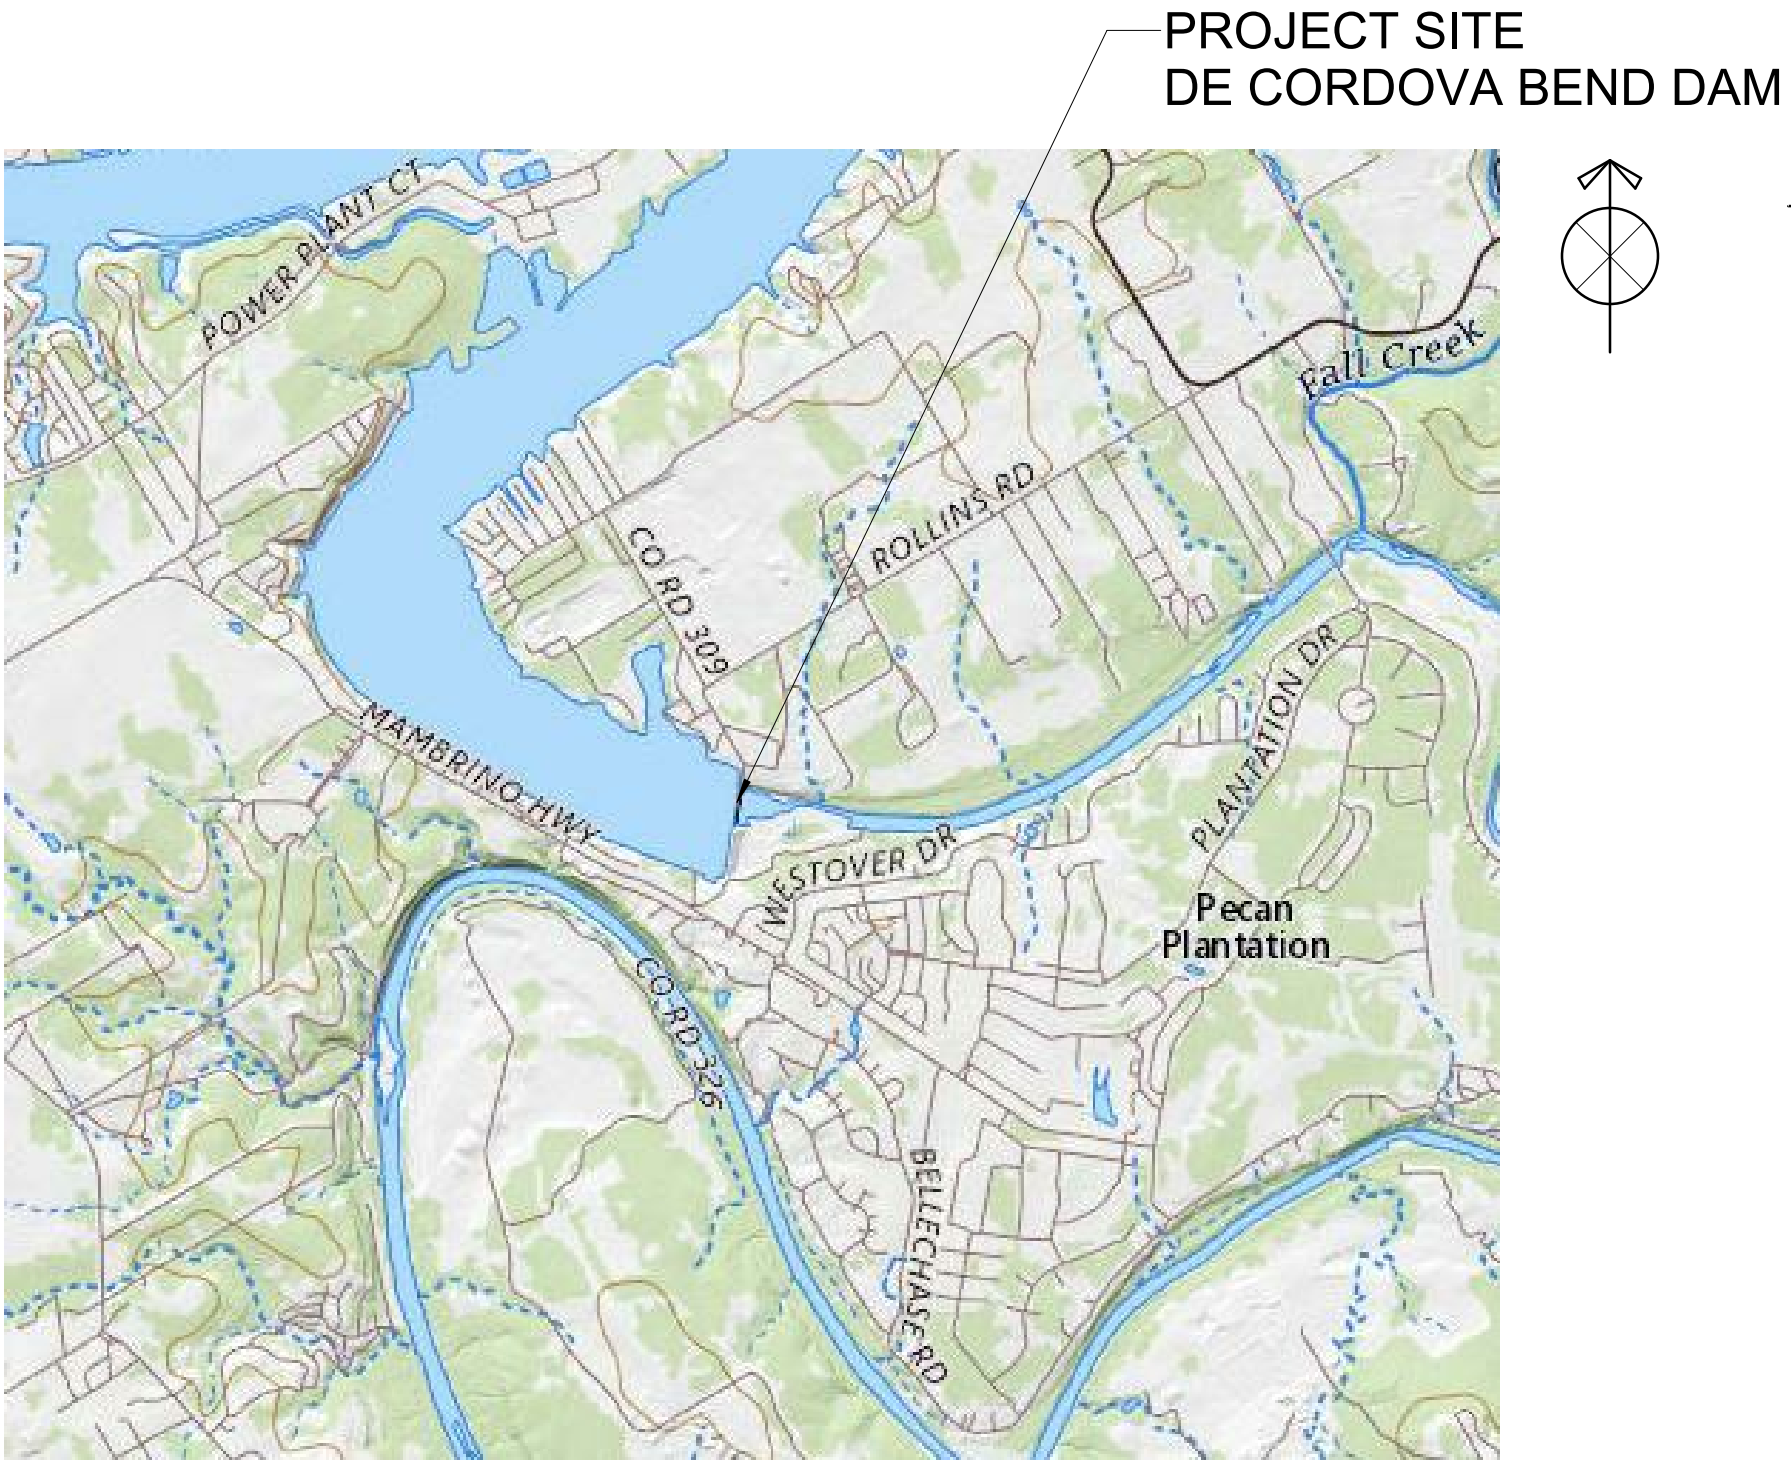 PROJECT SITE
DE CORDOVA BEND DAM
POWER PLANT CT
Fall Creek
ROLLINS RD
CO RD 309
PLANTATION DR
MAMBRINO HWY
WESTOVER DR
Pecan
Plantation
CO RD 326
BELLECHASE RD